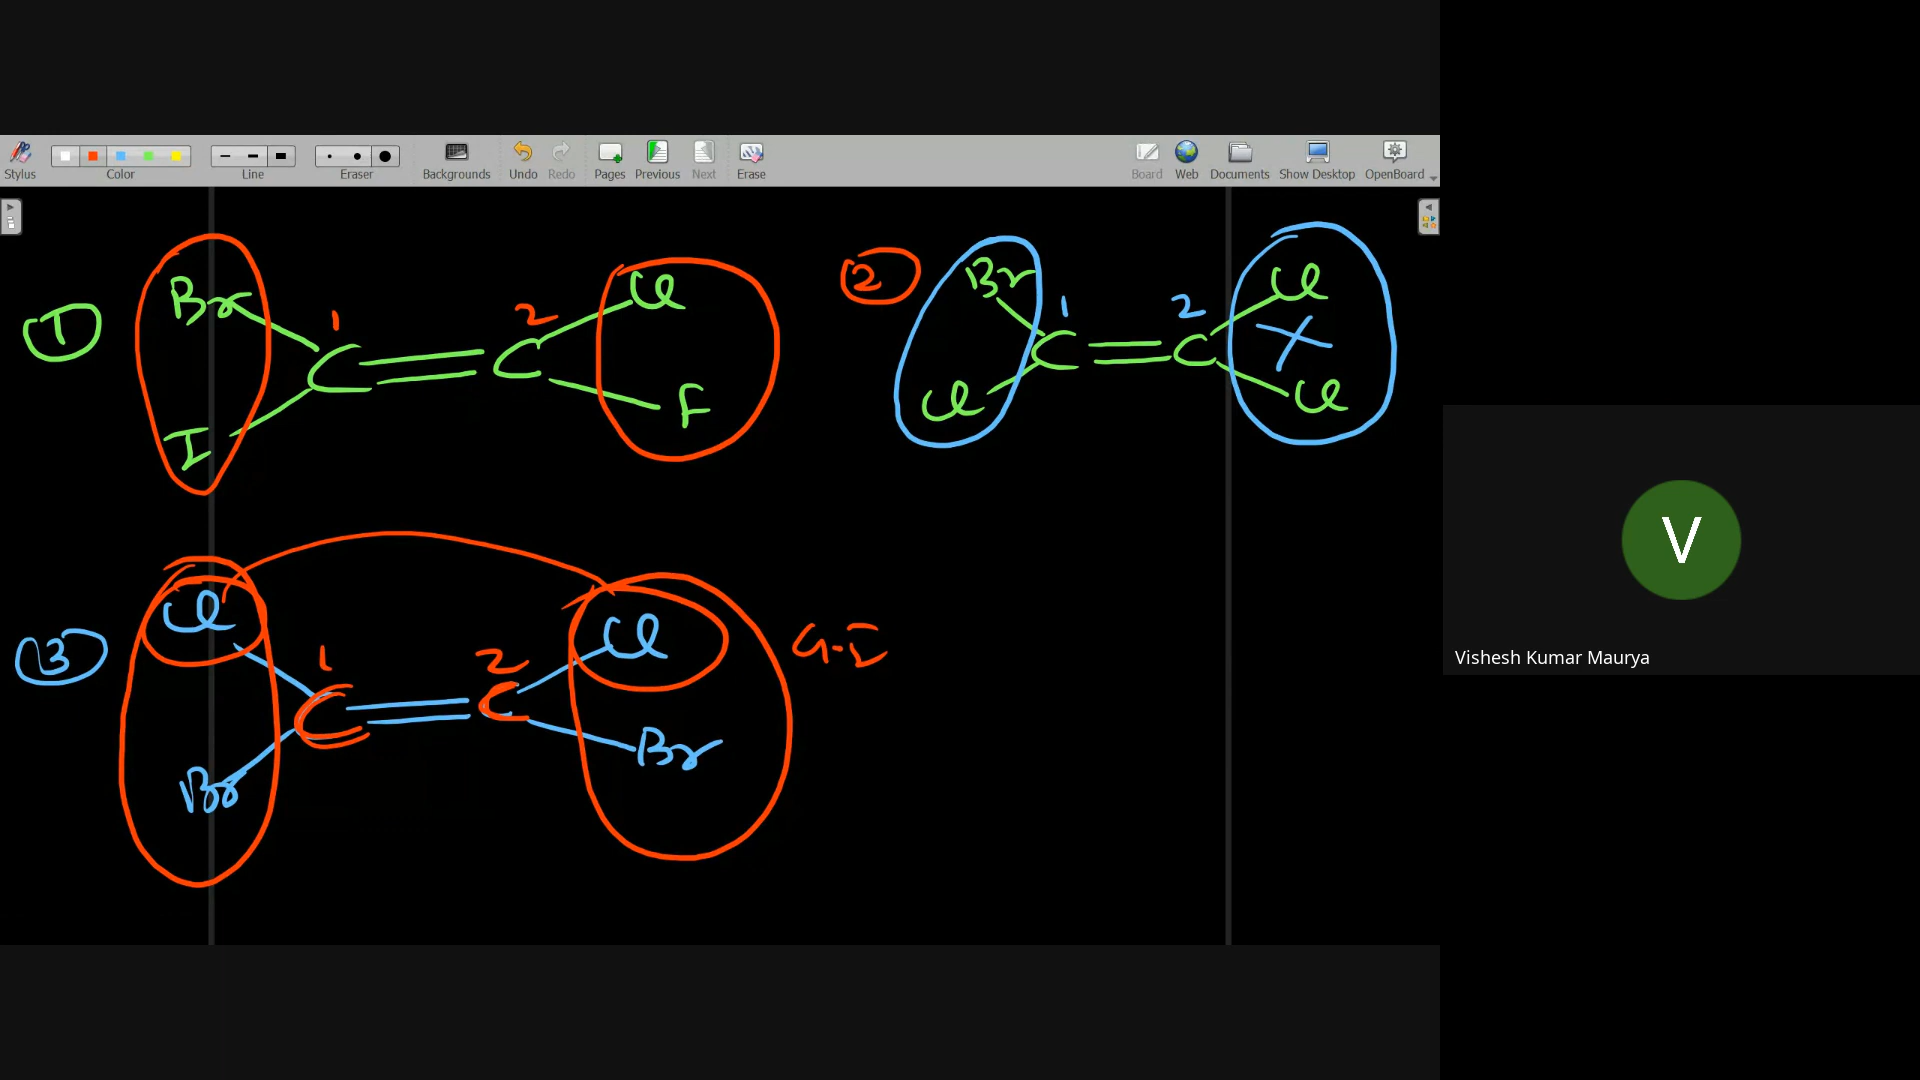 Stylus Color Line Eraser Backgrounds Undo Redo Pages Previous Next Erase Board Web Documents Show Desktop OpenBoard
1
Br
I
1
C
2
C
Cl
F
2
Br
Cl
1
C
2
C
Cl
Cl
3
Cl
Br
1
C
2
C
Cl
Br
G-I
V
Vishesh Kumar Maurya